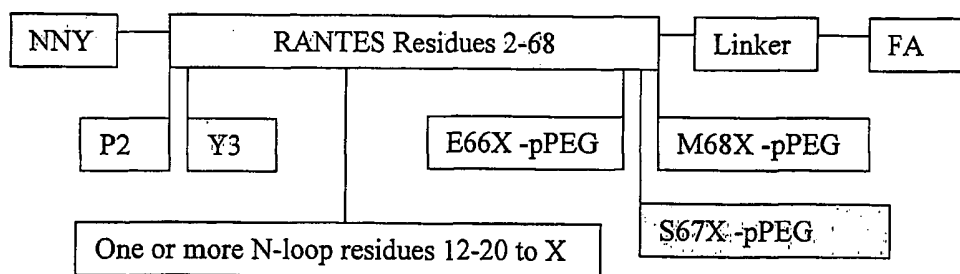 NNY
RANTES Residues 2-68
Linker
FA
P2
Y3
E66X -pPEG
M68X -pPEG
S67X -pPEG
One or more N-loop residues 12-20 to X